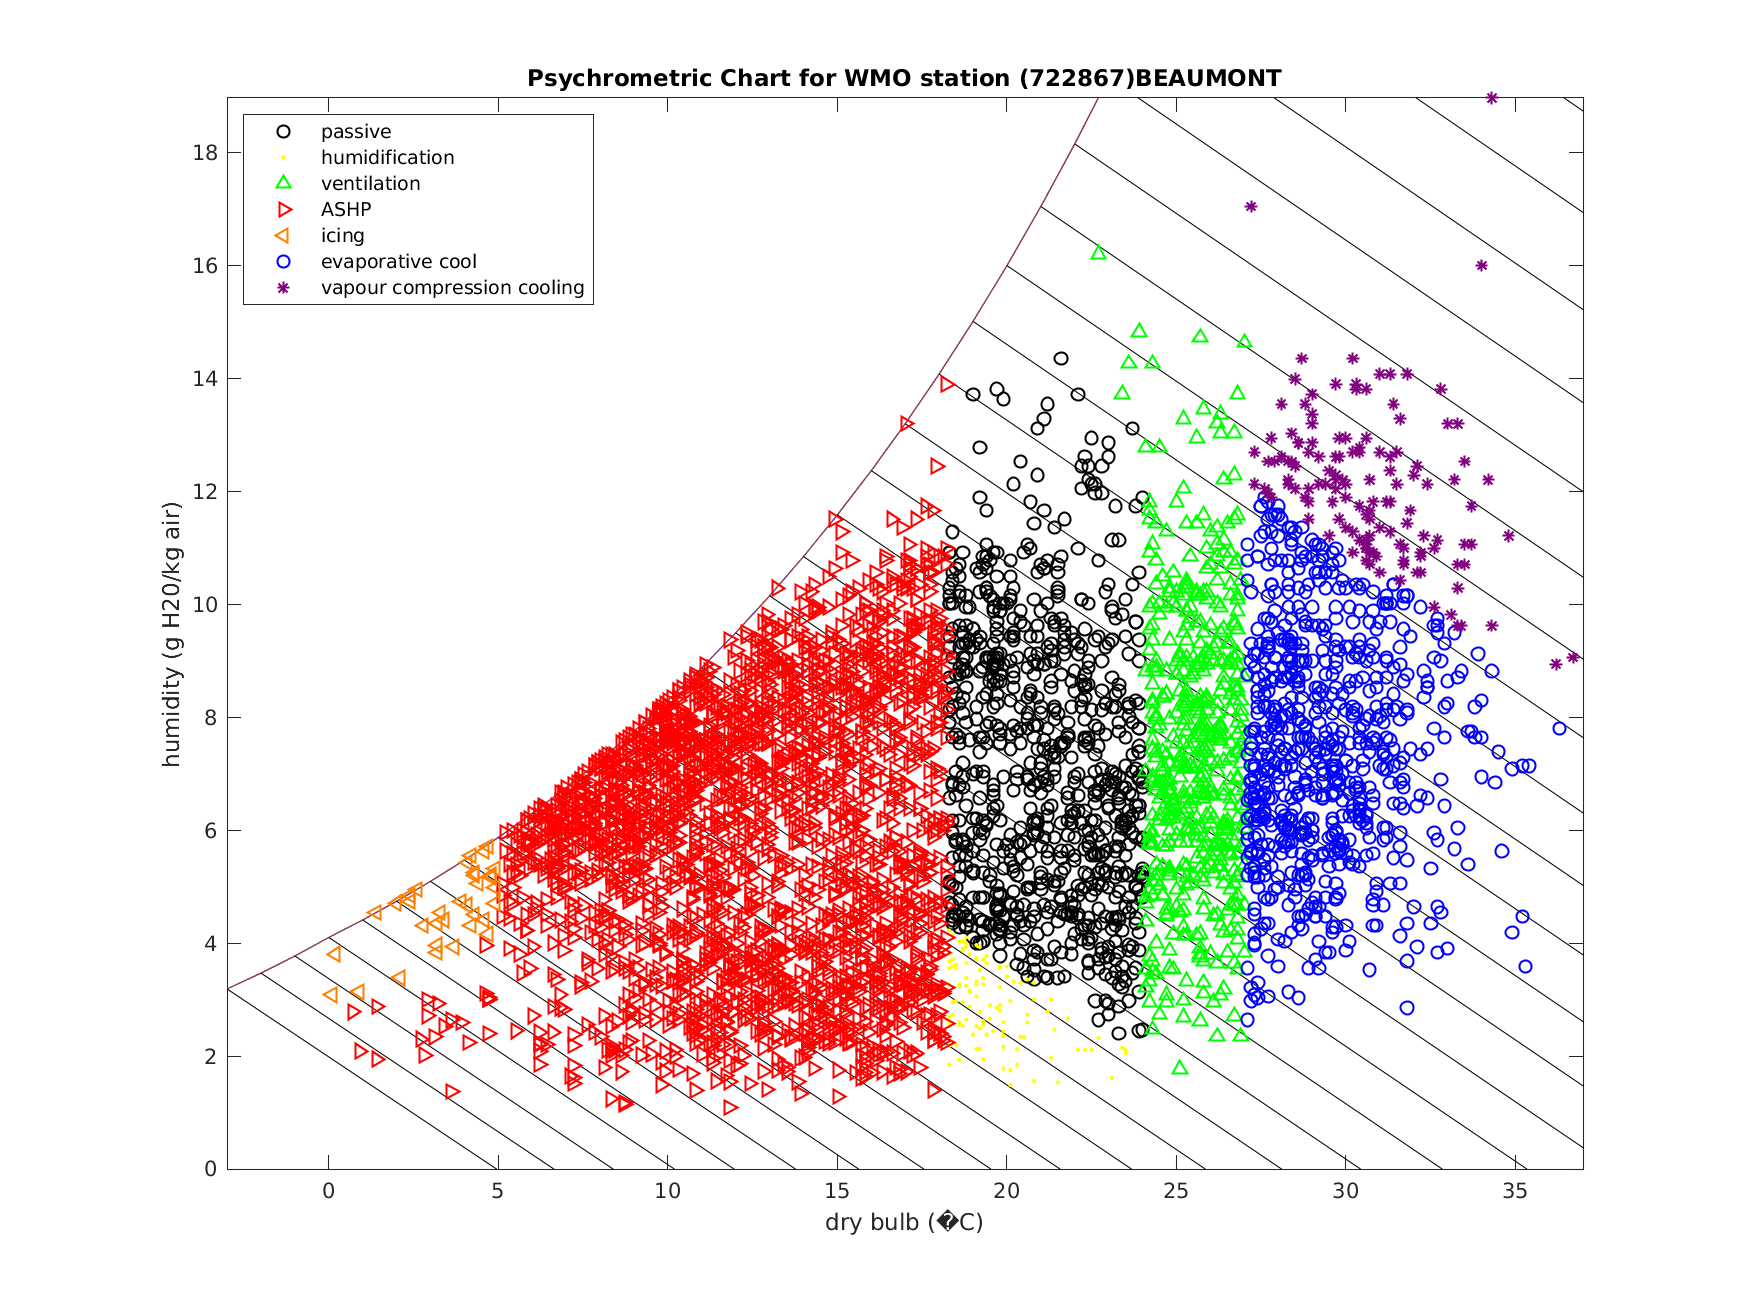 Psychrometric Chart for WMO station (722867)BEAUMONT
passive
humidification
ventilation
ASHP
icing
evaporative cool
vapour compression cooling
humidity (g H20/kg air)
18
16
14
12
10
8
6
4
2
0
0 5 10 15 20 25 30 35
dry bulb (�C)